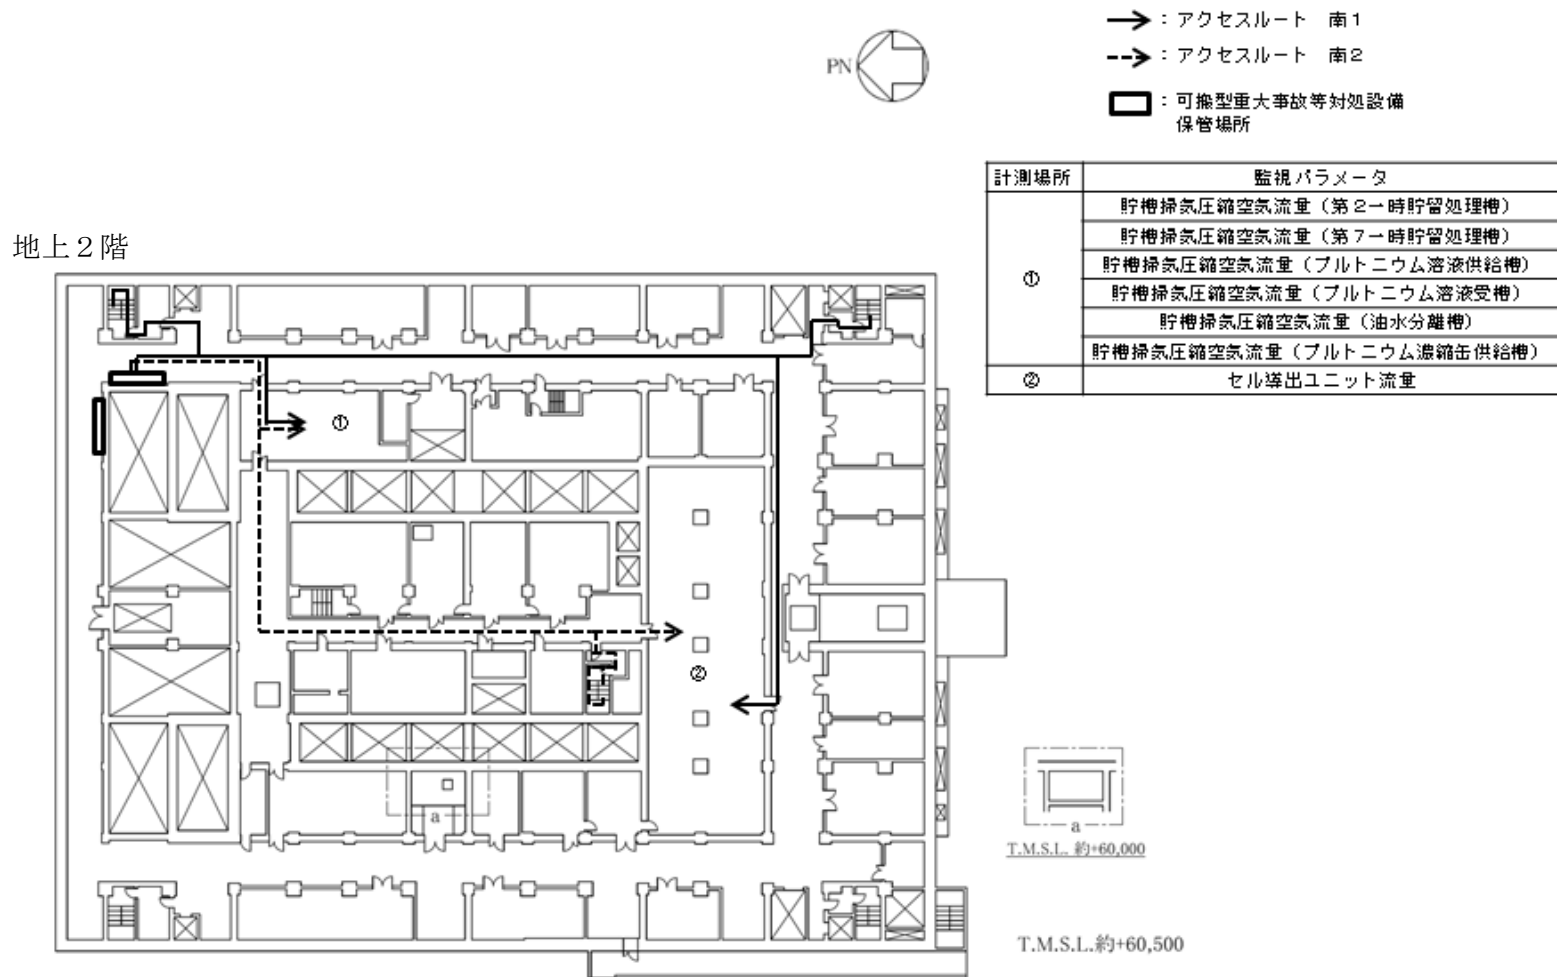 ：アクセスルート　南１
：アクセスルート　南２
：可搬型重大事故等対処設備
保管場所
PN
計測場所　監視パラメータ
①
貯槽掃気圧縮空気流量（第２一時貯留処理槽）
貯槽掃気圧縮空気流量（第７一時貯留処理槽）
貯槽掃気圧縮空気流量（プルトニウム溶液供給槽）
貯槽掃気圧縮空気流量（プルトニウム溶液受槽）
貯槽掃気圧縮空気流量（油水分離槽）
貯槽掃気圧縮空気流量（プルトニウム濃縮缶供給槽）
②　セル導出ユニット流量
地上２階
①
②
a
a
T.M.S.L. 約+60,000
T.M.S.L.約+60,500